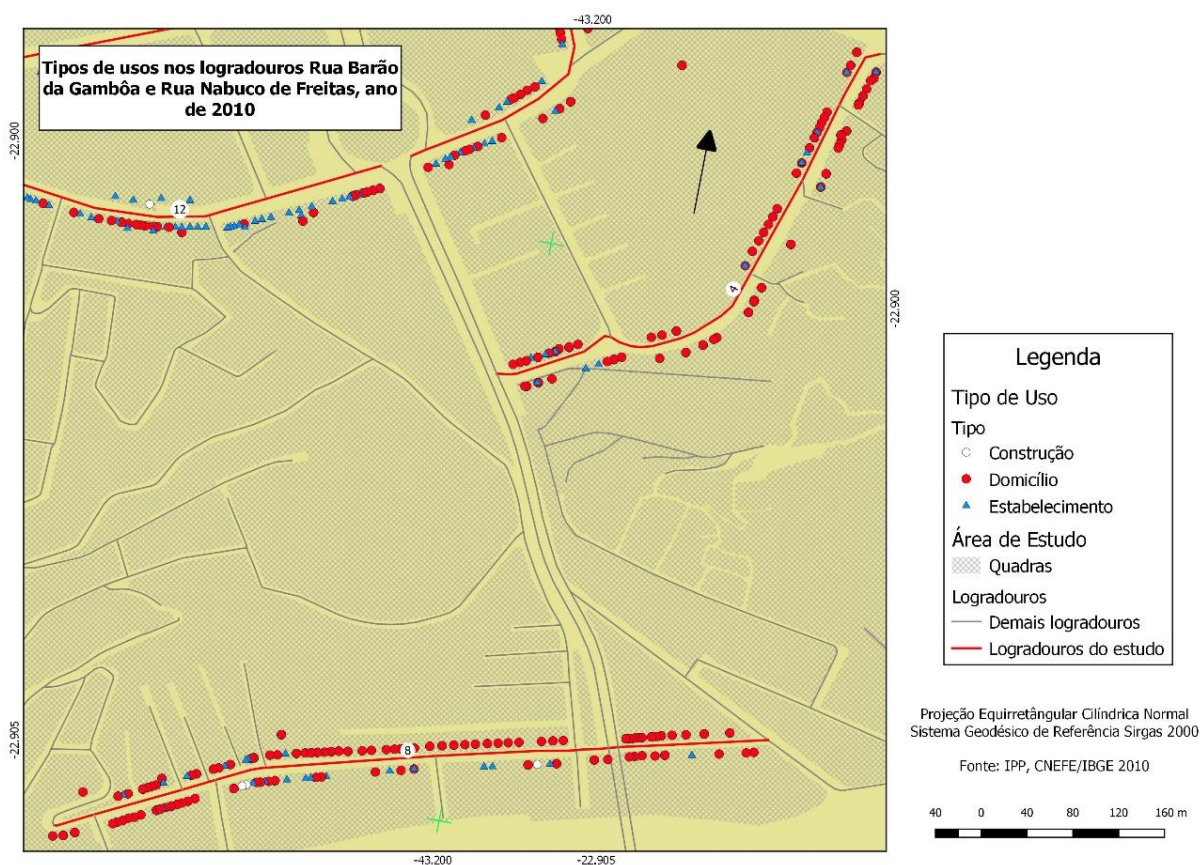 -43.200
Tipos de usos nos logradouros Rua Barão
da Gambôa e Rua Nabuco de Freitas, ano
de 2010
-22.900
12
4
-22.900
8
-22.905
-43.200
-22.905
Legenda
Tipo de Uso
Tipo
Construção
Domicílio
Estabelecimento
Área de Estudo
Quadras
Logradouros
Demais logradouros
Logradouros do estudo
Projeção Equirretângular Cilíndrica Normal
Sistema Geodésico de Referência Sirgas 2000
Fonte: IPP, CNEFE/IBGE 2010
40 0 40 80 120 160 m